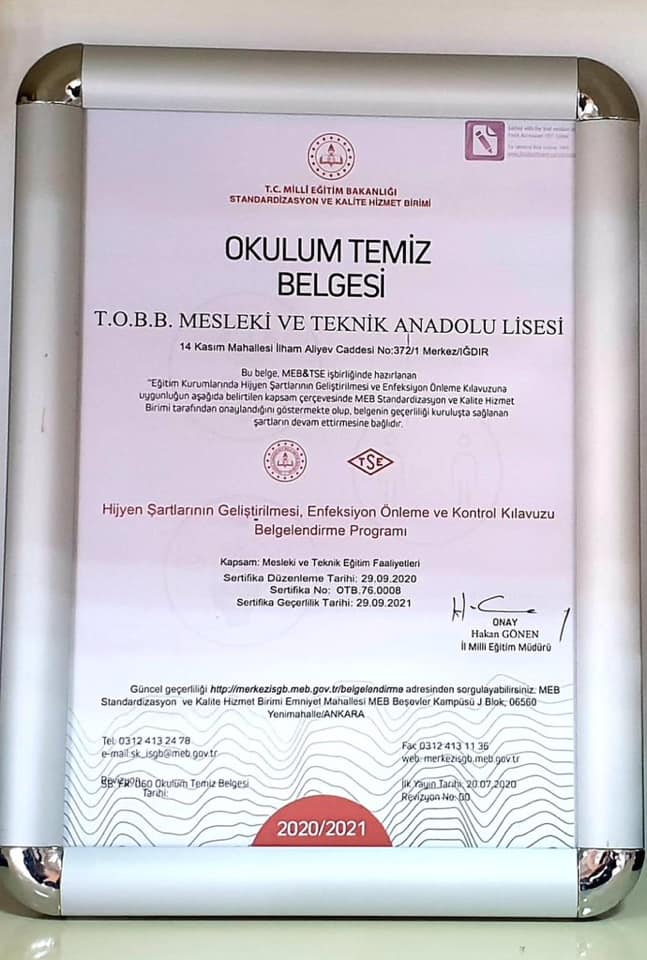 T.C. MİLLİ EĞİTİM BAKANLIĞI
STANDARDİZASYON VE KALİTE HİZMET BİRİMİ
OKULUM TEMİZ
BELGESİ
T.O.B.B. MESLEKİ VE TEKNİK ANADOLU LİSESİ
14 Kasım Mahallesi İlham Aliyev Caddesi No:372/1 Merkez/IĞDIR
Bu belge, MEB&TSE işbirliğinde hazırlanan
"Eğitim Kurumlarında Hijyen Şartlarının Geliştirilmesi ve Enfeksiyon Önleme Kılavuzuna
uygunluğun aşağıda belirtilen kapsam çerçevesinde MEB Standardizasyon ve Kalite Hizmet
Birimi tarafından onaylandığını göstermekte olup, belgenin geçerliliği kuruluşta sağlanan
şartların devam ettirmesine bağlıdır.
TSE
Hijyen Şartlarının Geliştirilmesi, Enfeksiyon Önleme ve Kontrol Kılavuzu
Belgelendirme Programı
Kapsam: Mesleki ve Teknik Eğitim Faaliyetleri
Sertifika Düzenleme Tarihi: 29.09.2020
Sertifika No: OTB.76.0008
Sertifika Geçerlilik Tarihi: 29.09.2021
ONAY
Hakan GÖNEN
İl Milli Eğitim Müdürü
Güncel geçerliliği http://merkezisgb.meb.gov.tr/belgelendirme adresinden sorgulayabilirsiniz. MEB
Standardizasyon ve Kalite Hizmet Birimi Emniyet Mahallesi MEB Beşevler Kampüsü J Blok, 06560
Yenimahalle/ANKARA
Tel: 0312 413 24 78
e-mail:sk_isgb@meb.gov.tr
Fax 0312 413 11 36
web: merkezisgb.meb.gov.tr
Revizyon
SB FR/060 Okulum Temiz Belgesi
Tarihi:
İlk Yayın Tarihi: 20.07.2020
Revizyon No: 00
2020/2021